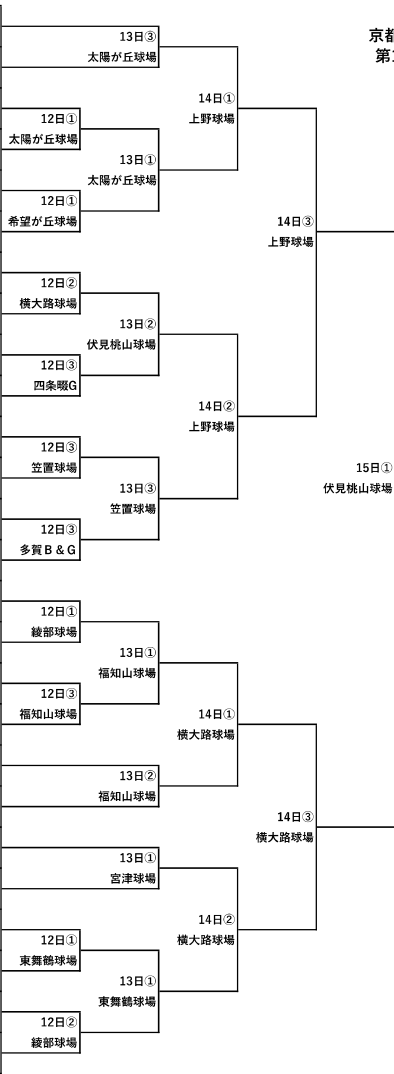 京都
第1
13日③
太陽が丘球場
14日①
上野球場
12日①
太陽が丘球場
13日①
太陽が丘球場
12日①
希望が丘球場
14日③
上野球場
12日②
横大路球場
13日②
伏見桃山球場
12日③
四条畷G
14日②
上野球場
12日③
笠置球場
15日①
伏見桃山球場
13日③
笠置球場
12日③
多賀B＆G
12日①
綾部球場
13日①
福知山球場
12日③
福知山球場
14日①
横大路球場
13日②
福知山球場
14日③
横大路球場
13日①
宮津球場
14日②
横大路球場
12日①
東舞鶴球場
13日①
東舞鶴球場
12日②
綾部球場